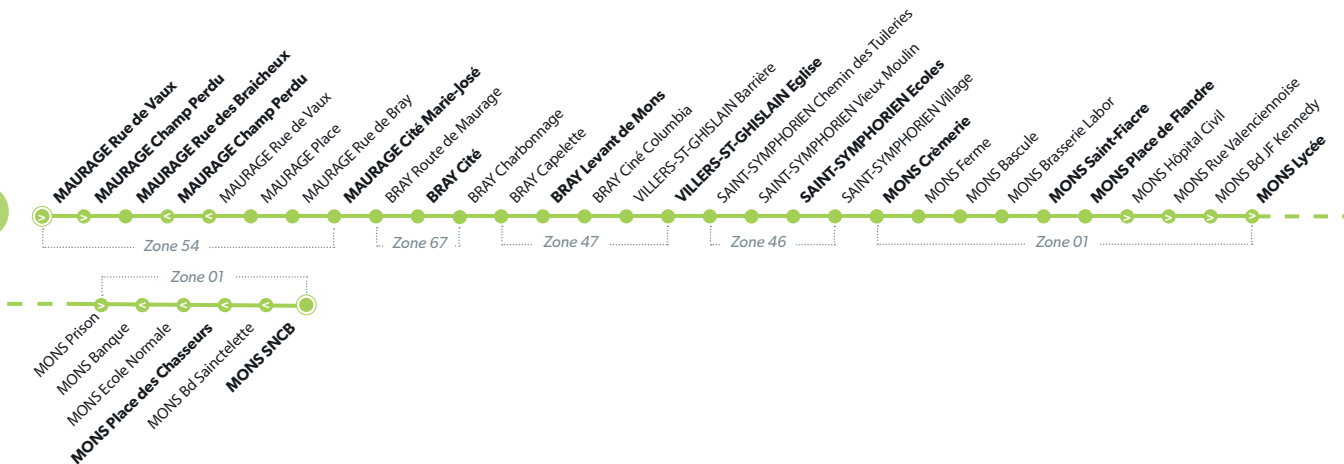 MAURAGE Rue de Vaux
MAURAGE Champ Perdu
MAURAGE Rue des Braicheux
MAURAGE Champ Perdu
MAURAGE Rue de Vaux
MAURAGE Place
MAURAGE Rue de Bray
MAURAGE Cité Marie-José
BRAY Route de Maurage
BRAY Cité
BRAY Charbonnage
BRAY Capelette
BRAY Levant de Mons
BRAY Ciné Columbia
VILLERS-ST-GHISLAIN Barrière
VILLERS-ST-GHISLAIN Eglise
SAINT-SYMPHORIEN Chemin des Tuileries
SAINT-SYMPHORIEN Vieux Moulin
SAINT-SYMPHORIEN Ecoles
SAINT-SYMPHORIEN Village
MONS Crèmerie
MONS Ferme
MONS Bascule
MONS Brasserie Labor
MONS Saint-Fiacre
MONS Place de Flandre
MONS Hôpital Civil
MONS Rue Valenciennoise
MONS Bd JF Kennedy
MONS Lycée
Zone 54
Zone 67
Zone 47
Zone 46
Zone 01
Zone 01
MONS Prison
MONS Banque
MONS Ecole Normale
MONS Place des Chasseurs
MONS Bd Sainctelette
MONS SNCB